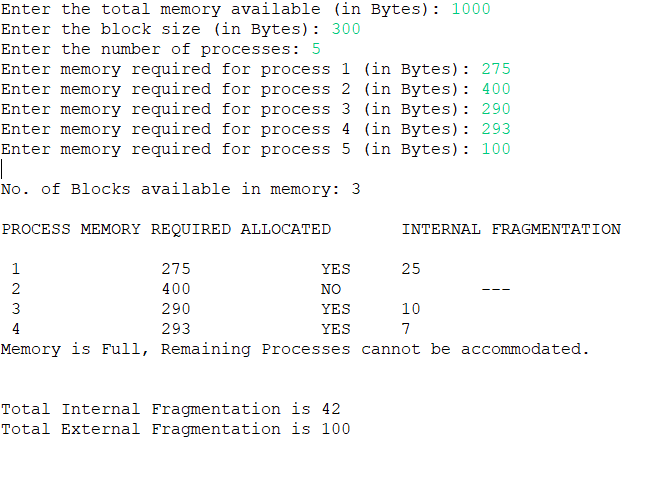 Enter the total memory available (in Bytes): 1000
Enter the block size (in Bytes): 300
Enter the number of processes: 5
Enter memory required for process 1 (in Bytes): 275
Enter memory required for process 2 (in Bytes): 400
Enter memory required for process 3 (in Bytes): 290
Enter memory required for process 4 (in Bytes): 293
Enter memory required for process 5 (in Bytes): 100
No. of Blocks available in memory: 3
PROCESS MEMORY REQUIRED ALLOCATED INTERNAL FRAGMENTATION
1 275 YES 25
2 400 NO ---
3 290 YES 10
4 293 YES 7
Memory is Full, Remaining Processes cannot be accommodated.
Total Internal Fragmentation is 42
Total External Fragmentation is 100